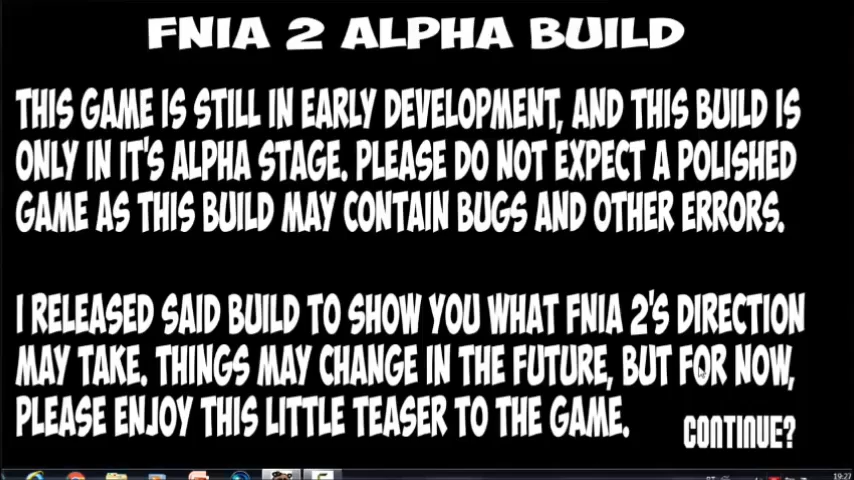 FNIA 2 ALPHA BUILD
THIS GAME IS STILL IN EARLY DEVELOPMENT, AND THIS BUILD IS
ONLY IN IT'S ALPHA STAGE. PLEASE DO NOT EXPECT A POLISHED
GAME AS THIS BUILD MAY CONTAIN BUGS AND OTHER ERRORS.
I RELEASED SAID BUILD TO SHOW YOU WHAT FNIA 2'S DIRECTION
MAY TAKE. THINGS MAY CHANGE IN THE FUTURE, BUT FOR NOW,
PLEASE ENJOY THIS LITTLE TEASER TO THE GAME.
CONTINUE?
PT 19:27